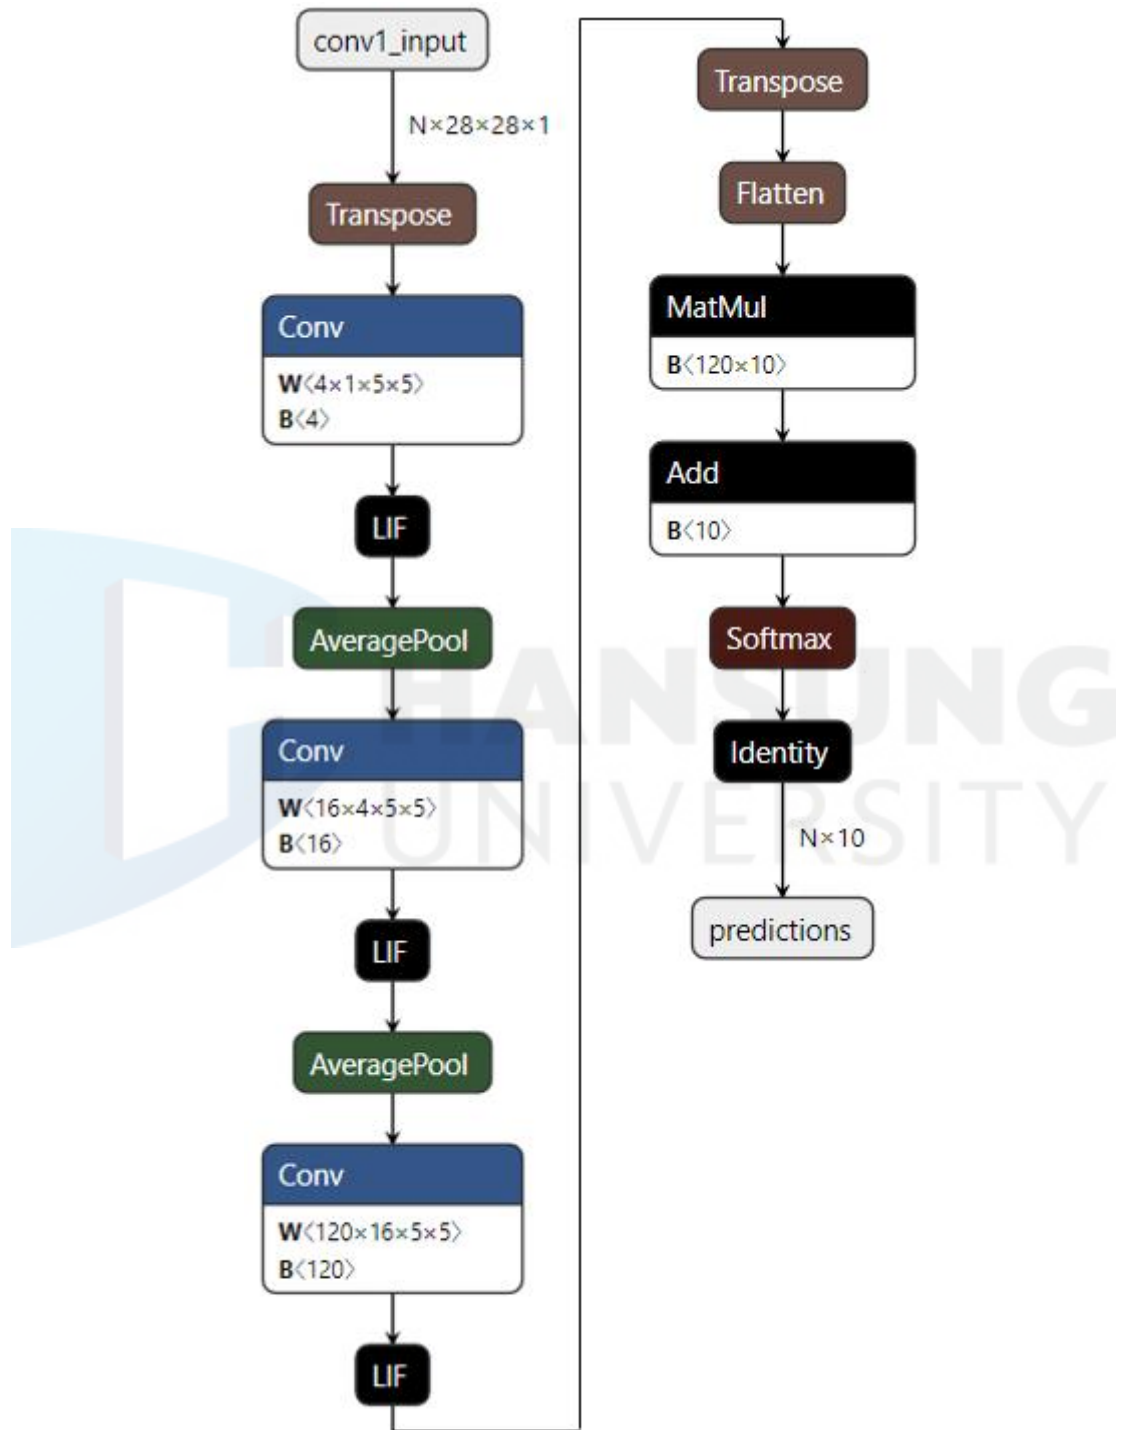 conv1_input
N×28×28×1
Transpose
Conv
W〈4×1×5×5〉
B〈4〉
LIF
AveragePool
Conv
W〈16×4×5×5〉
B〈16〉
LIF
AveragePool
Conv
W〈120×16×5×5〉
B〈120〉
LIF
Transpose
Flatten
MatMul
B〈120×10〉
Add
B〈10〉
Softmax
Identity
N×10
predictions
HANSUNG
UNIVERSITY